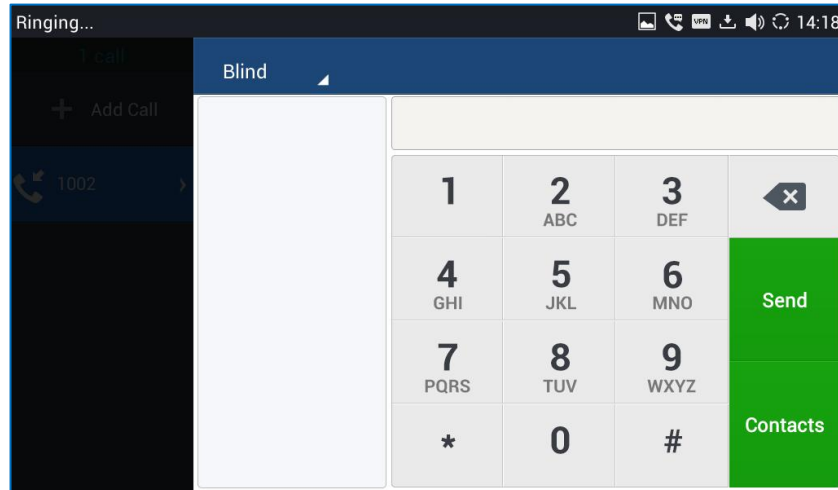 Ringing...
VPN
14:18
1 call
Add Call
1002
Blind
1
2
ABC
3
DEF
4
GHI
5
JKL
6
MNO
Send
7
PQRS
8
TUV
9
WXYZ
*
0
#
Contacts